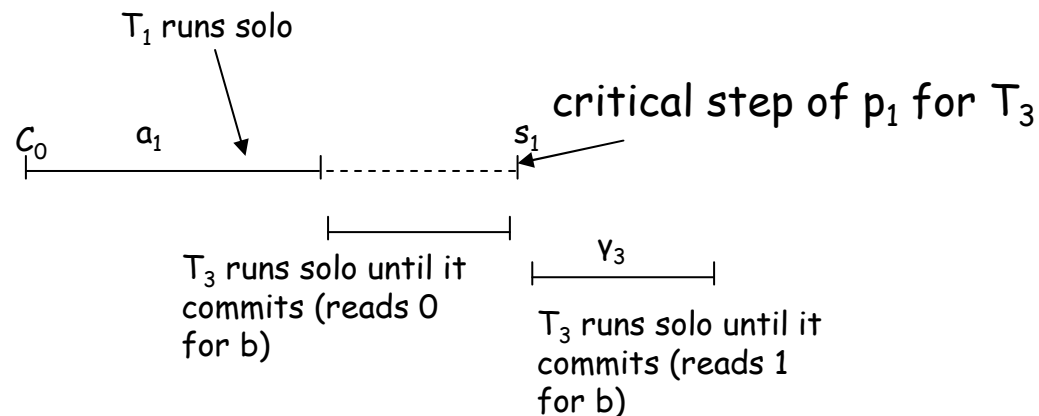 T₁ runs solo
critical step of p₁ for T₃
C₀
a₁
s₁
T₃ runs solo until it
commits (reads 0
for b)
γ₃
T₃ runs solo until it
commits (reads 1
for b)